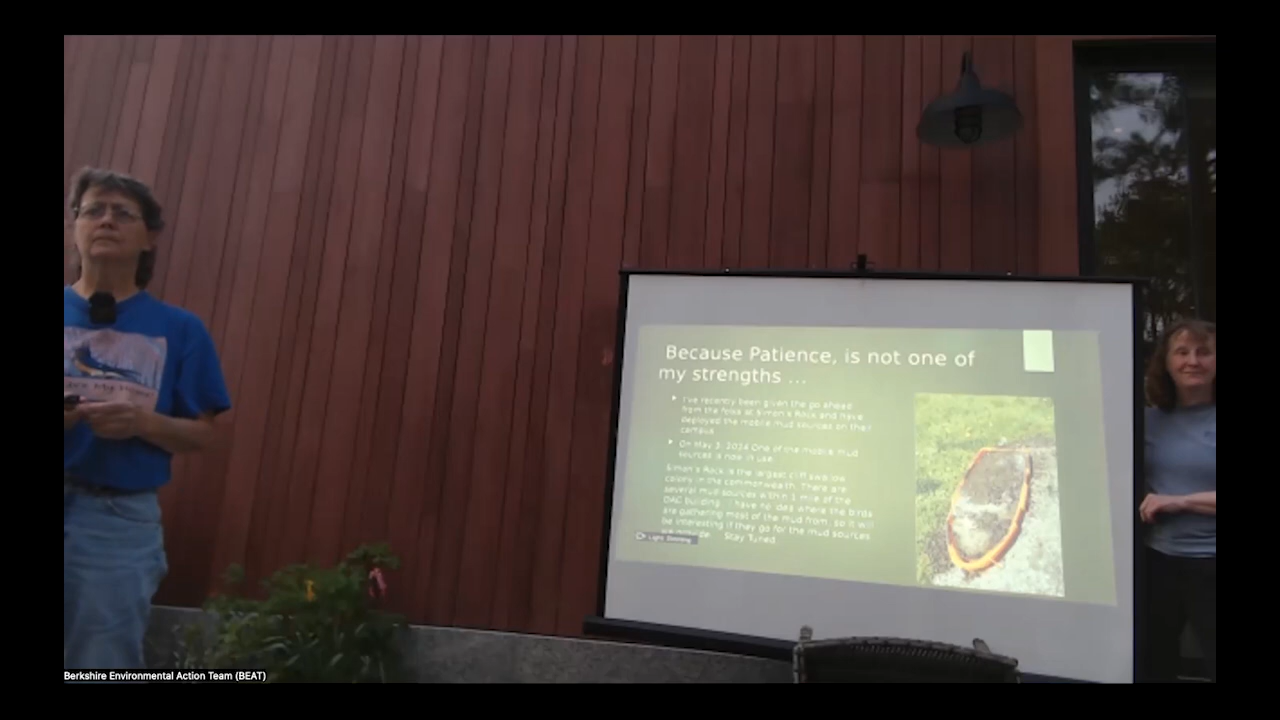 Because Patience, is not one of
my strengths ...
I've recently been given the go ahead
from the folks at Simon's Rock and have
deployed the mobile mud sources on their
campus.
On May 3, 2024 One of the mobile mud
sources is now in use.
Simon's Rock is the largest cliff swallow
colony in the commonwealth. There are
several mud sources within 1 mile of the
DAC building. I have no idea where the birds
are gathering most of the mud from, so it will
be interesting if they go for the mud sources
we provide. Stay Tuned
Berkshire Environmental Action Team (BEAT)